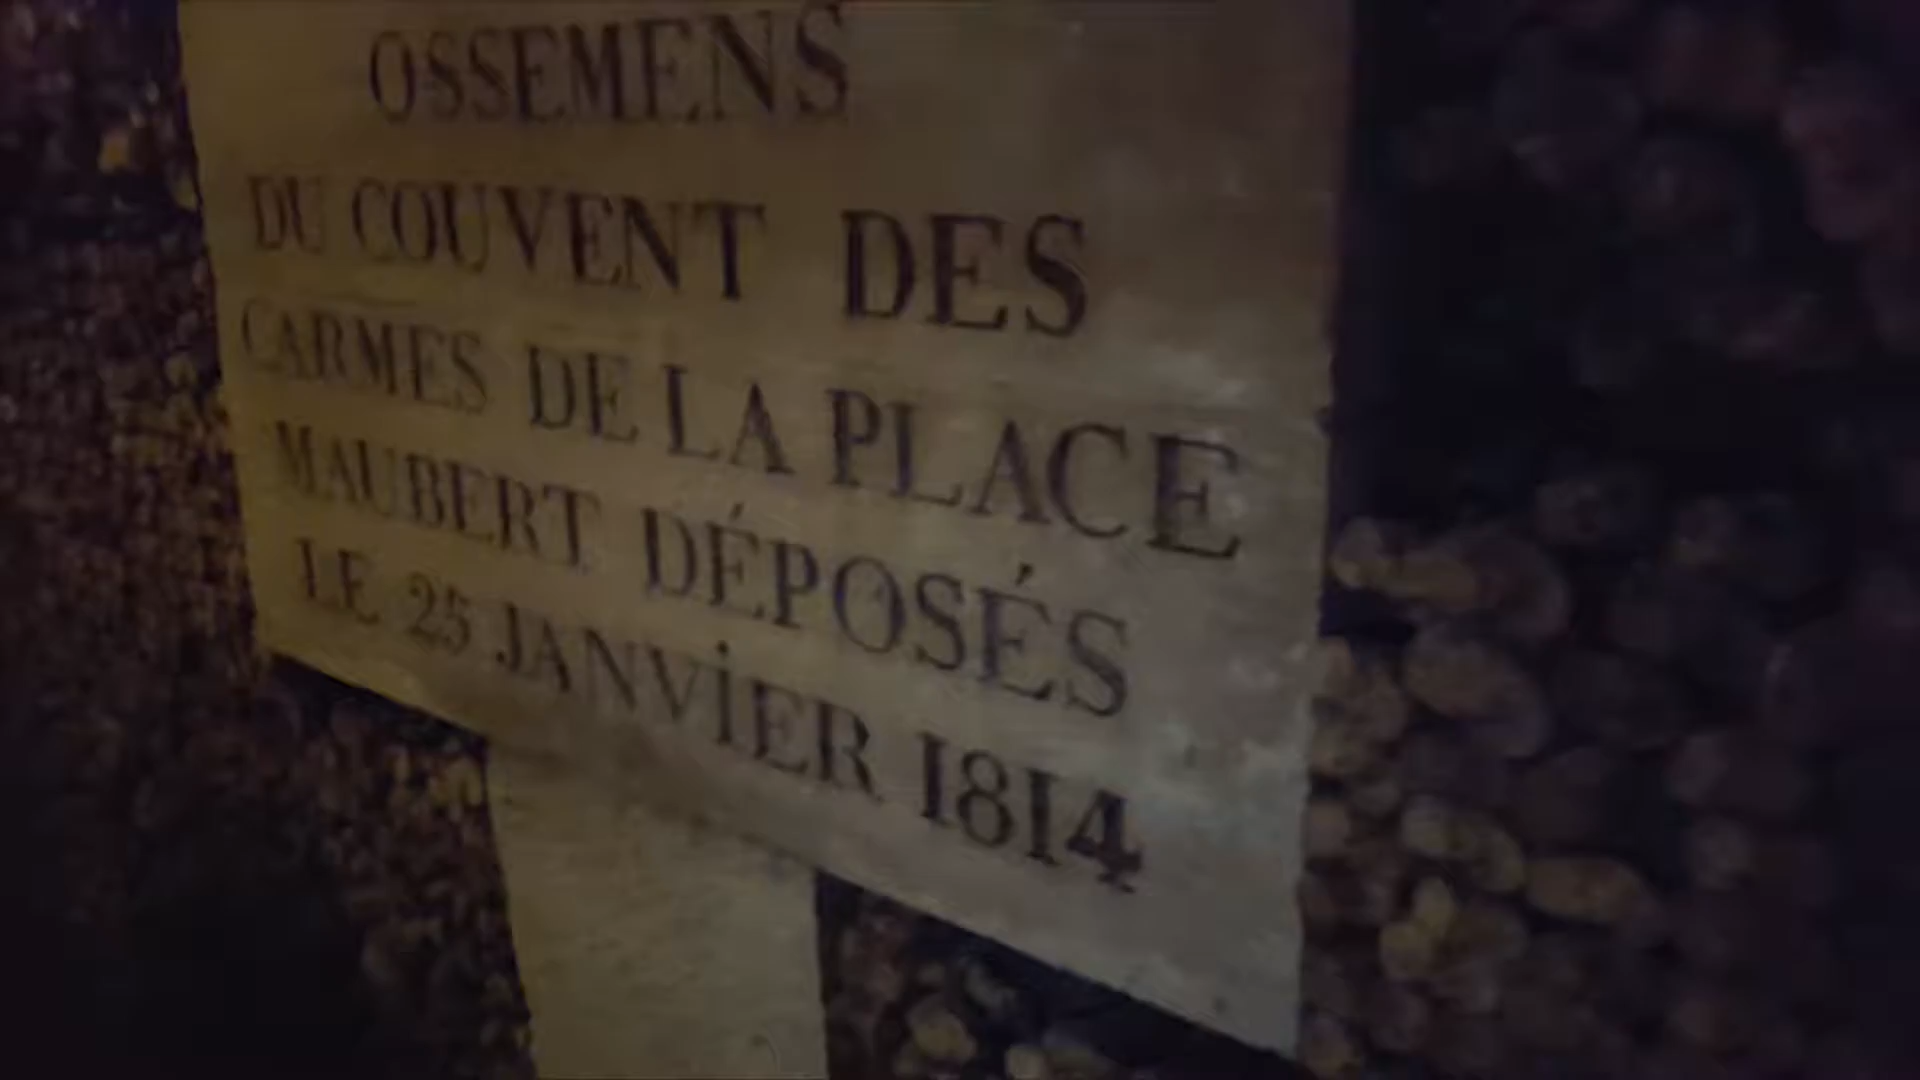 OSSEMENS
DU COUVENT DES
CARMES DE LA PLACE
MAUBERT DÉPOSÉS
LE 25 JANVIER 1814